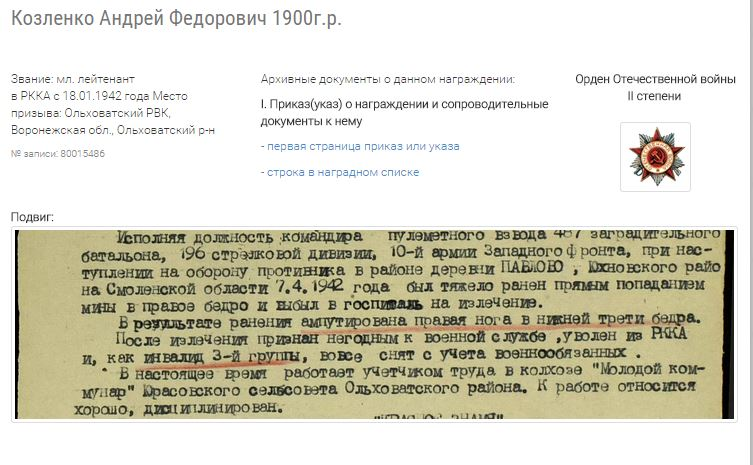 Козленко Андрей Федорович 1900г.р.
Звание: мл. лейтенант
в РККА с 18.01.1942 года Место
призыва: Ольховатский РВК,
Воронежская обл., Ольховатский р-н
№ записи: 80015486
Архивные документы о данном награждении:
I. Приказ(указ) о награждении и сопроводительные
документы к нему
- первая страница приказ или указа
- строка в наградном списке
Орден Отечественной войны
II степени
Подвиг:
Исполняя должность командира пулеметного взвода 487 заградительного
батальона, 196 стрелковой дивизии, 10-й армии Западного фронта, при нас-
туплении на оборону противника в районе деревни ПАВЛОВО , Юхновского райо
на Смоленской области 7.4.1942 года был тяжело ранен прямым попаданием
мины в правое бедро и выбыл в госпиталь на излечение.
В результате ранения ампутирована правая нога в нижней трети бедра.
После излечения признан негодным к военной службе ,уволен из РККА
и, как инвалид 3-й группы, вовсе снят с учета военнообязанных .
В настоящее время работает учетчиком труда в колхозе "Молодой ком-
мунар" Юрасовского сельсовета Ольховатского района. К работе относится
хорошо, дисциплинирован.